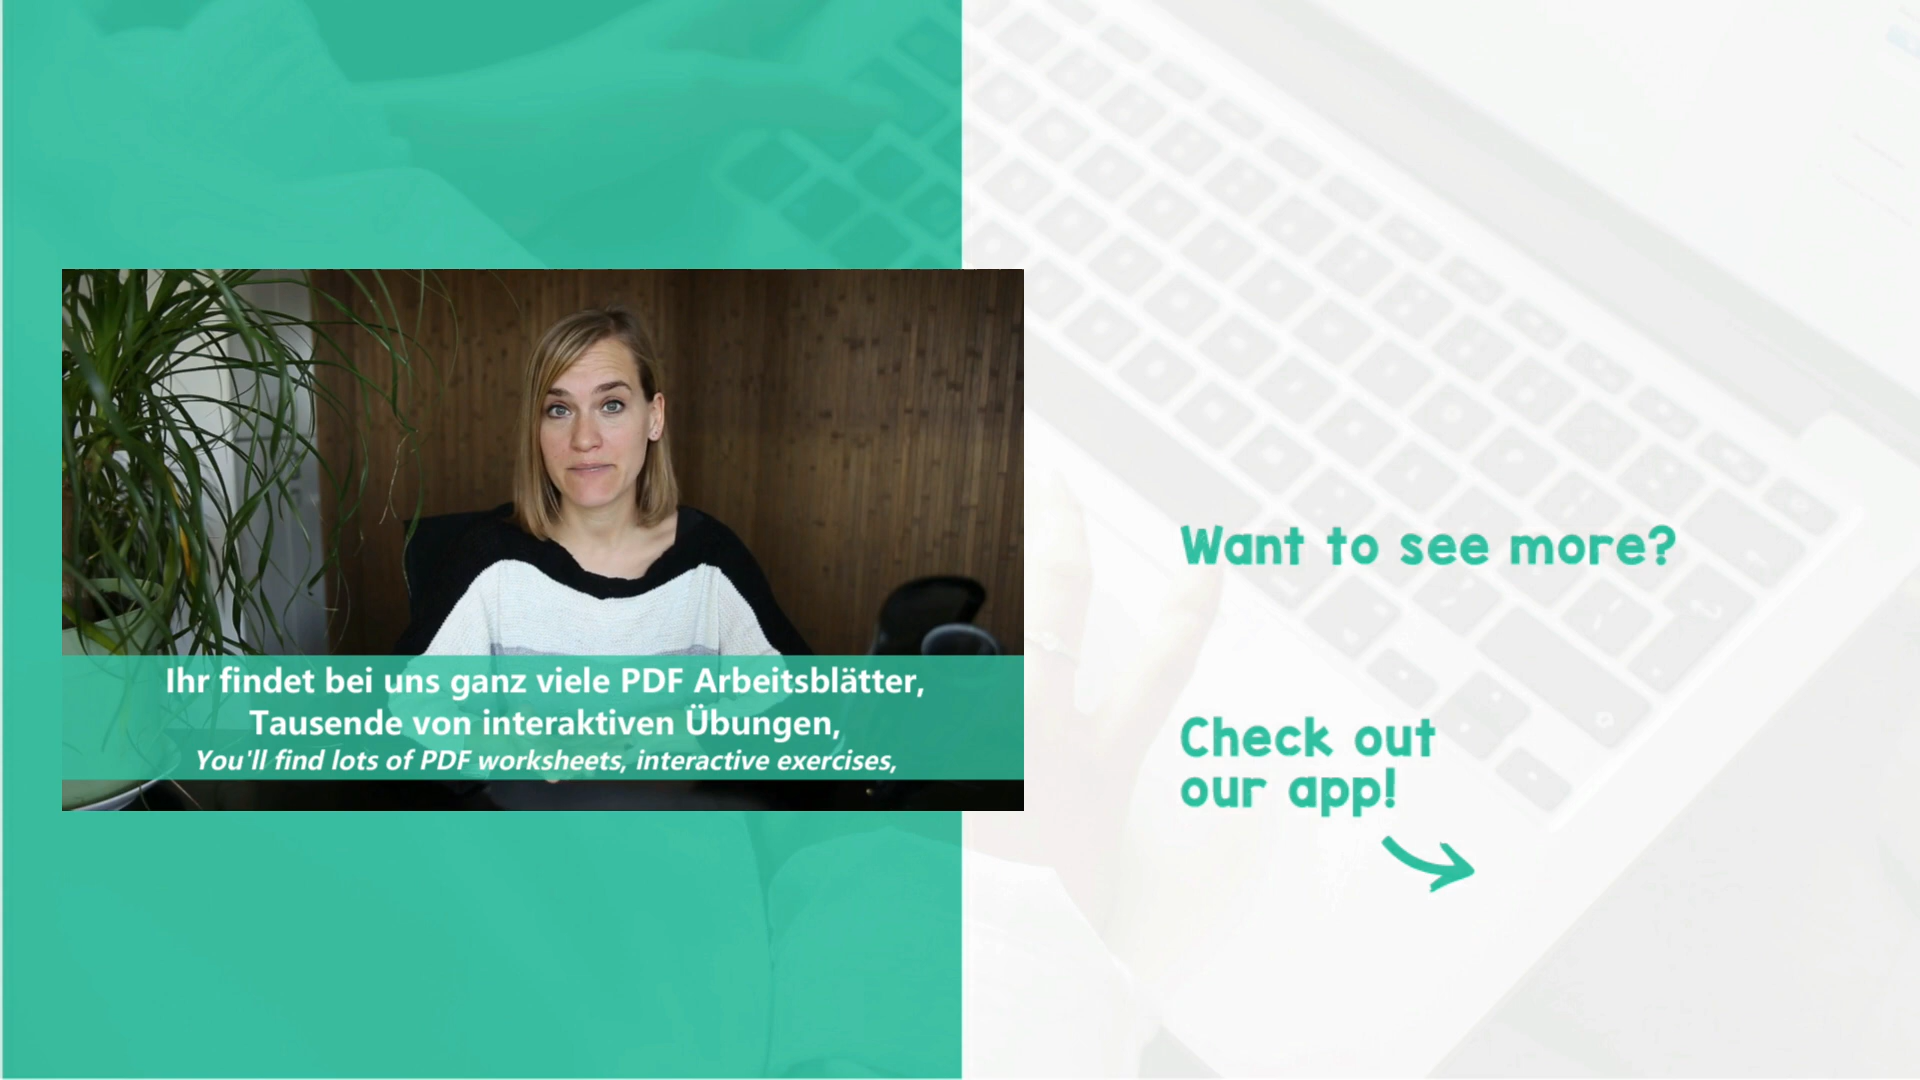 Ihr findet bei uns ganz viele PDF Arbeitsblätter,
Tausende von interaktiven Übungen,
You'll find lots of PDF worksheets, interactive exercises,
Want to see more?
Check out
our app!